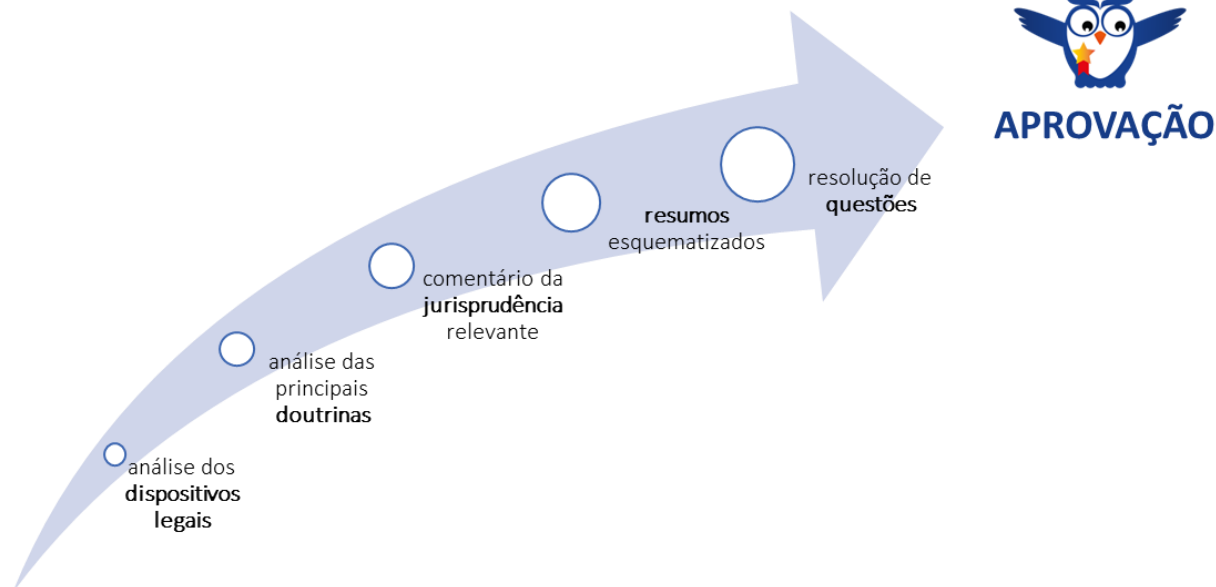 análise dos
dispositivos
legais
análise das
principais
doutrinas
comentário da
jurisprudência
relevante
resumos
esquematizados
resolução de
questões
APROVAÇÃO